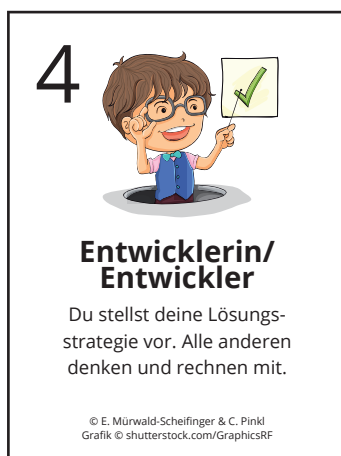 4
Entwicklerin/
Entwickler
Du stellst deine Lösungs-
strategie vor. Alle anderen
denken und rechnen mit.
© E. Mürwald-Scheifinger & C. Pinkl
Grafik © shutterstock.com/GraphicsRF